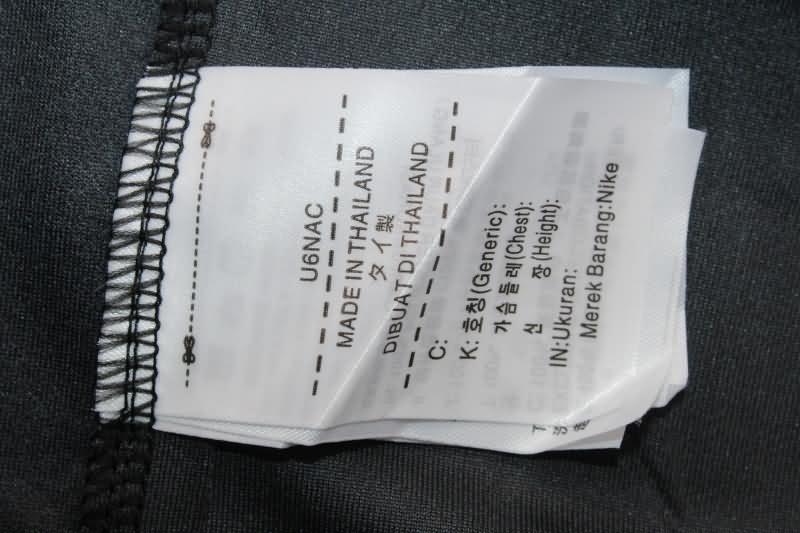 U6NAC
MADE IN THAILAND
タイ製
DIBUAT DI THAILAND
C:
K: 호칭(Generic):
가슴둘레(Chest):
신 장(Height):
IN:Ukuran:
Merek Barang:Nike